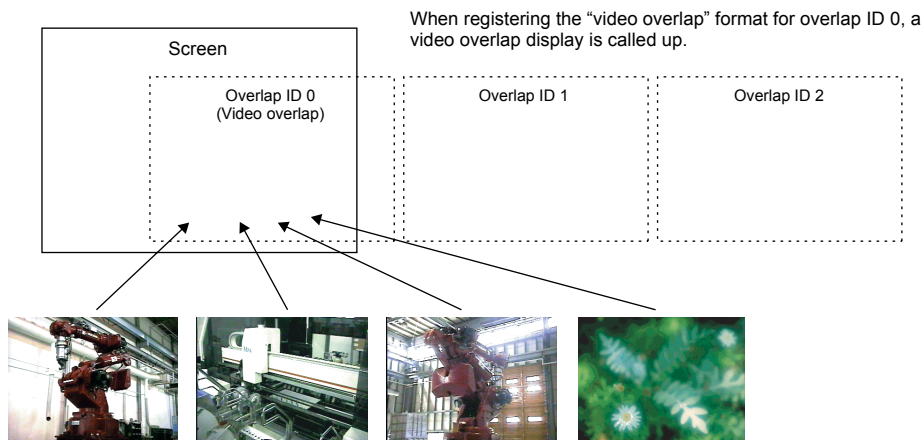 When registering the “video overlap” format for overlap ID 0, a
video overlap display is called up.
Screen
Overlap ID 0
(Video overlap)
Overlap ID 1
Overlap ID 2